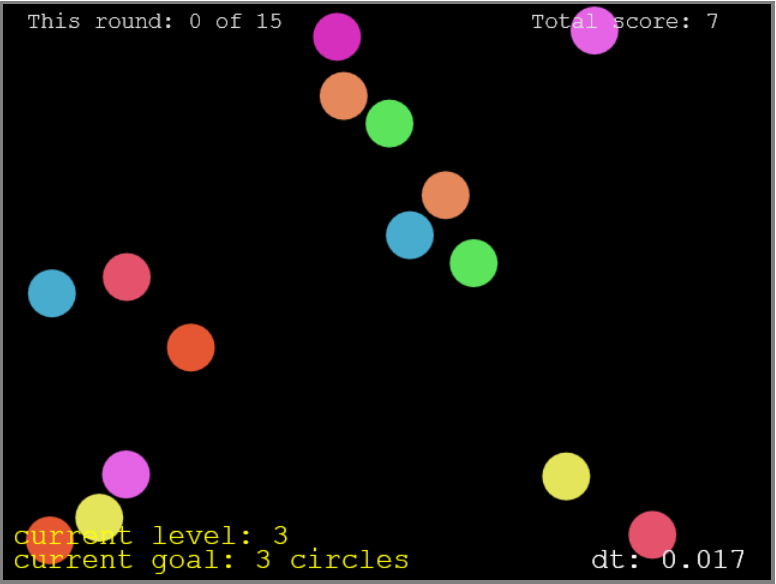 This round: 0 of 15
Total score: 7
current level: 3
current goal: 3 circles
dt: 0.017